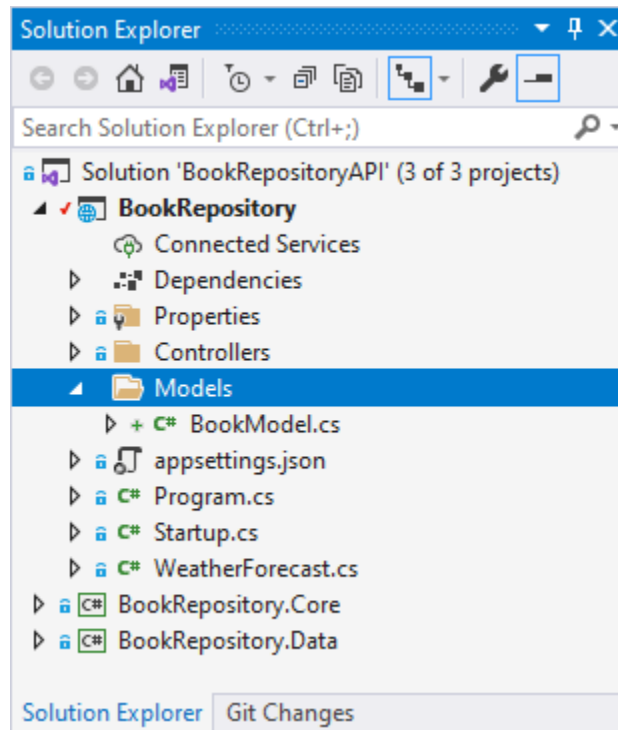 Solution Explorer
Search Solution Explorer (Ctrl+;)
Solution 'BookRepositoryAPI' (3 of 3 projects)
BookRepository
Connected Services
Dependencies
Properties
Controllers
Models
C# BookModel.cs
appsettings.json
C# Program.cs
C# Startup.cs
C# WeatherForecast.cs
C# BookRepository.Core
C# BookRepository.Data
Solution Explorer Git Changes